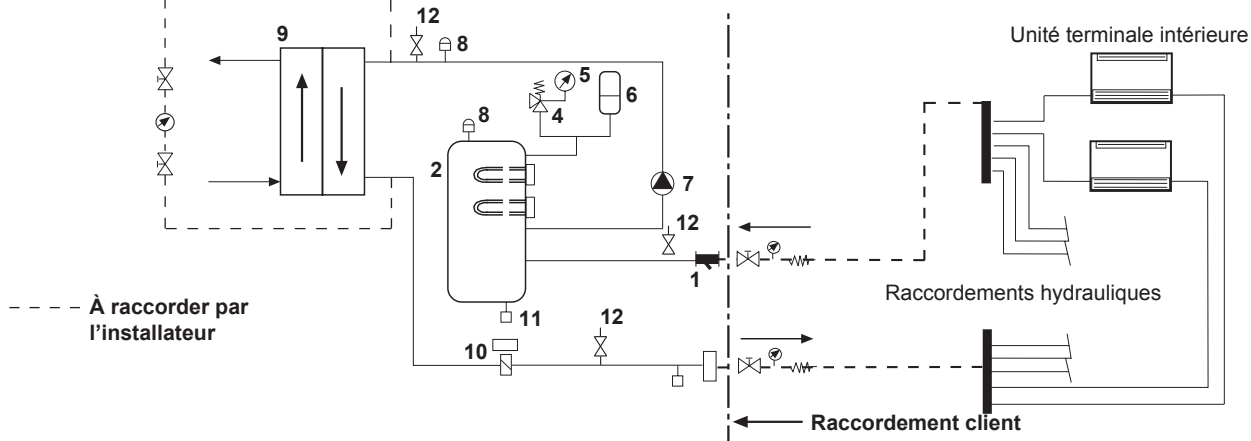 12
9
8
5
6
4
8
2
7
12
1
11
12
10
Unité terminale intérieure
Raccordements hydrauliques
À raccorder par
l’installateur
Raccordement client